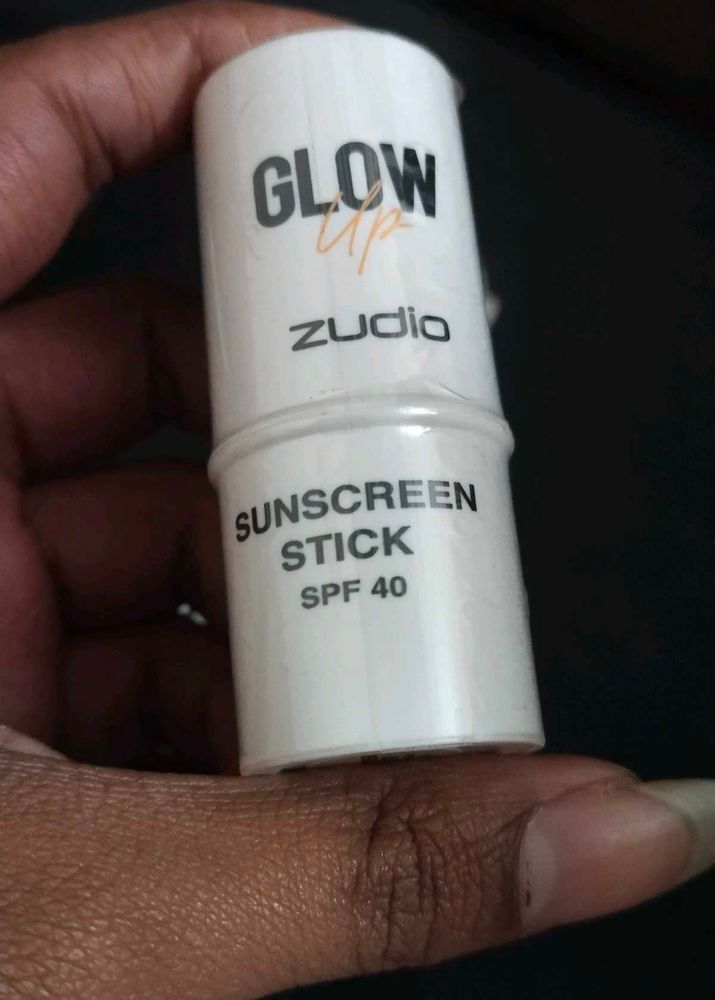 GLOW
Up
zudio
SUNSCREEN
STICK
SPF 40